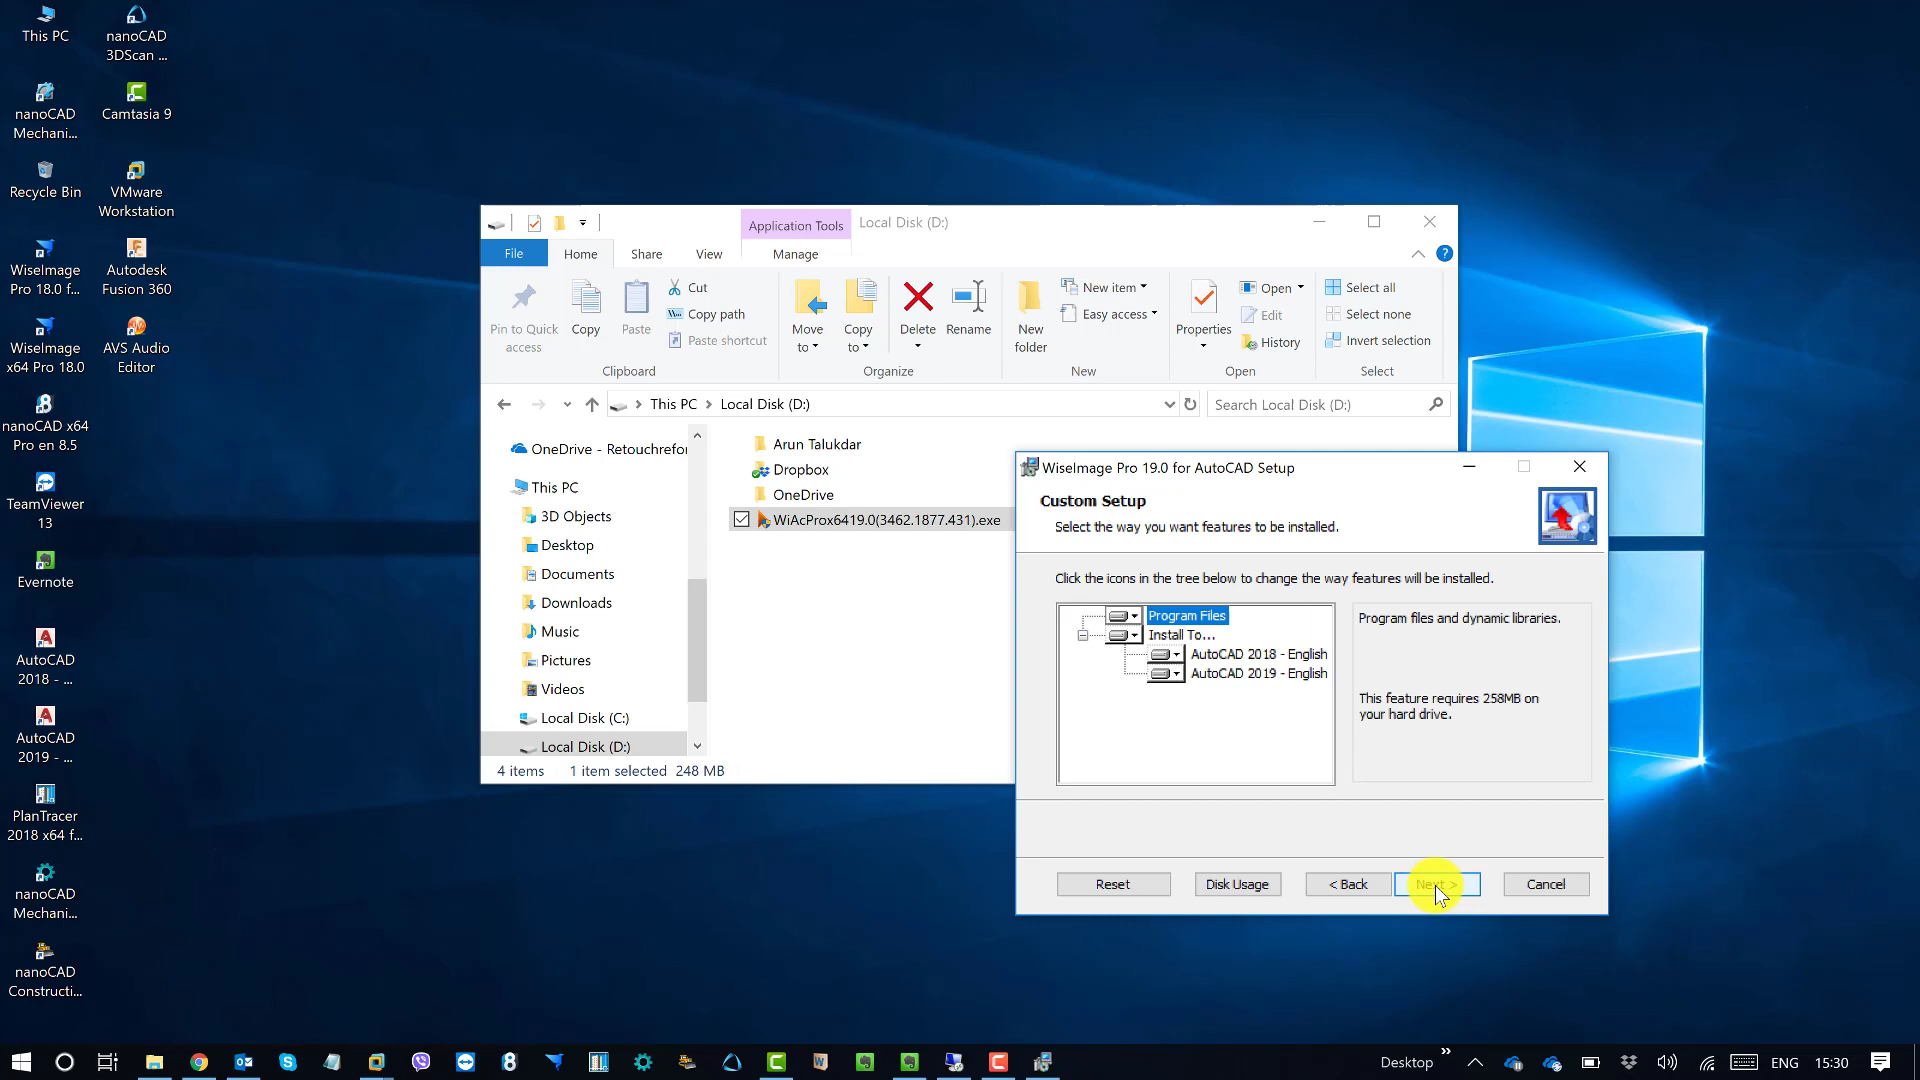 This PC
nanoCAD
3DScan ...
nanoCAD
Mechani...
Camtasia 9
Recycle Bin
VMware
Workstation
WiseImage
Pro 18.0 f...
Autodesk
Fusion 360
WiseImage
x64 Pro 18.0
AVS Audio
Editor
nanoCAD x64
Pro en 8.5
TeamViewer
13
Evernote
AutoCAD
2018 - ...
AutoCAD
2019 - ...
PlanTracer
2018 x64 f...
nanoCAD
Mechani...
nanoCAD
Constructi...
Application Tools
Local Disk (D:)
File
Home
Share
View
Manage
Pin to Quick
access
Copy
Paste
Cut
Copy path
Paste shortcut
Clipboard
Move
to
Copy
to
Delete
Rename
Organize
New
folder
New item
Easy access
New
Properties
Open
Edit
History
Open
Select all
Select none
Invert selection
Select
This PC
Local Disk (D:)
Search Local Disk (D:)
OneDrive - Retouchrefor
This PC
3D Objects
Desktop
Documents
Downloads
Music
Pictures
Videos
Local Disk (C:)
Local Disk (D:)
Arun Talukdar
Dropbox
OneDrive
WiAcProx6419.0(3462.1877.431).exe
4 items
1 item selected
248 MB
WiseImage Pro 19.0 for AutoCAD Setup
Custom Setup
Select the way you want features to be installed.
Click the icons in the tree below to change the way features will be installed.
Program Files
Install To...
AutoCAD 2018 - English
AutoCAD 2019 - English
Program files and dynamic libraries.
This feature requires 258MB on
your hard drive.
Reset
Disk Usage
< Back
Next >
Cancel
Desktop
ENG
15:30